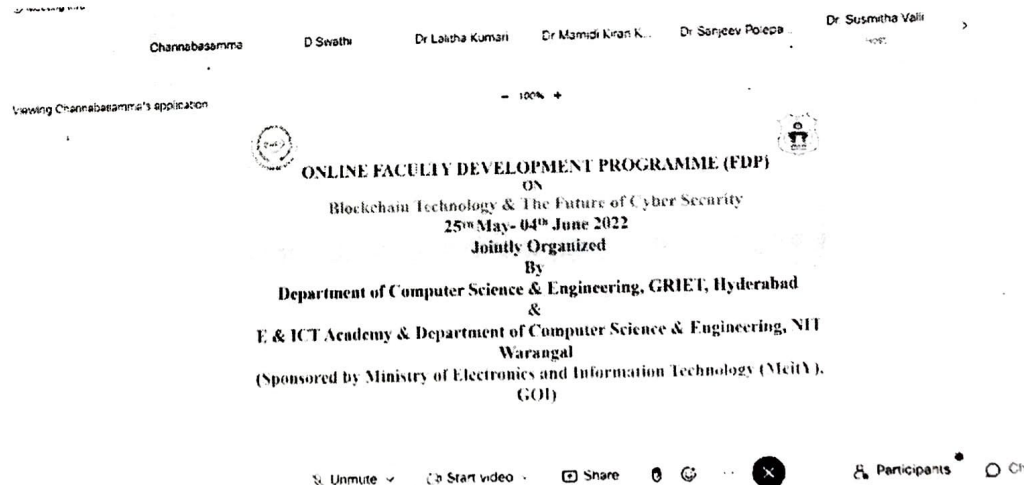 Channabasamma D Swathi Dr Lalitha Kumari Dr Mamidi Kiran K... Dr Sanjeev Polepa... Dr Susmitha Valli
HOST
Viewing Channabasamma's application
− 100% +
ONLINE FACULTY DEVELOPMENT PROGRAMME (FDP)
ON
Blockchain Technology & The Future of Cyber Security
25TH May- 04th June 2022
Jointly Organized
By
Department of Computer Science & Engineering, GRIET, Hyderabad
&
E & ICT Academy & Department of Computer Science & Engineering, NIT
Warangal
(Sponsored by Ministry of Electronics and Information Technology (MeitY),
GOI)
Unmute Start video Share Participants